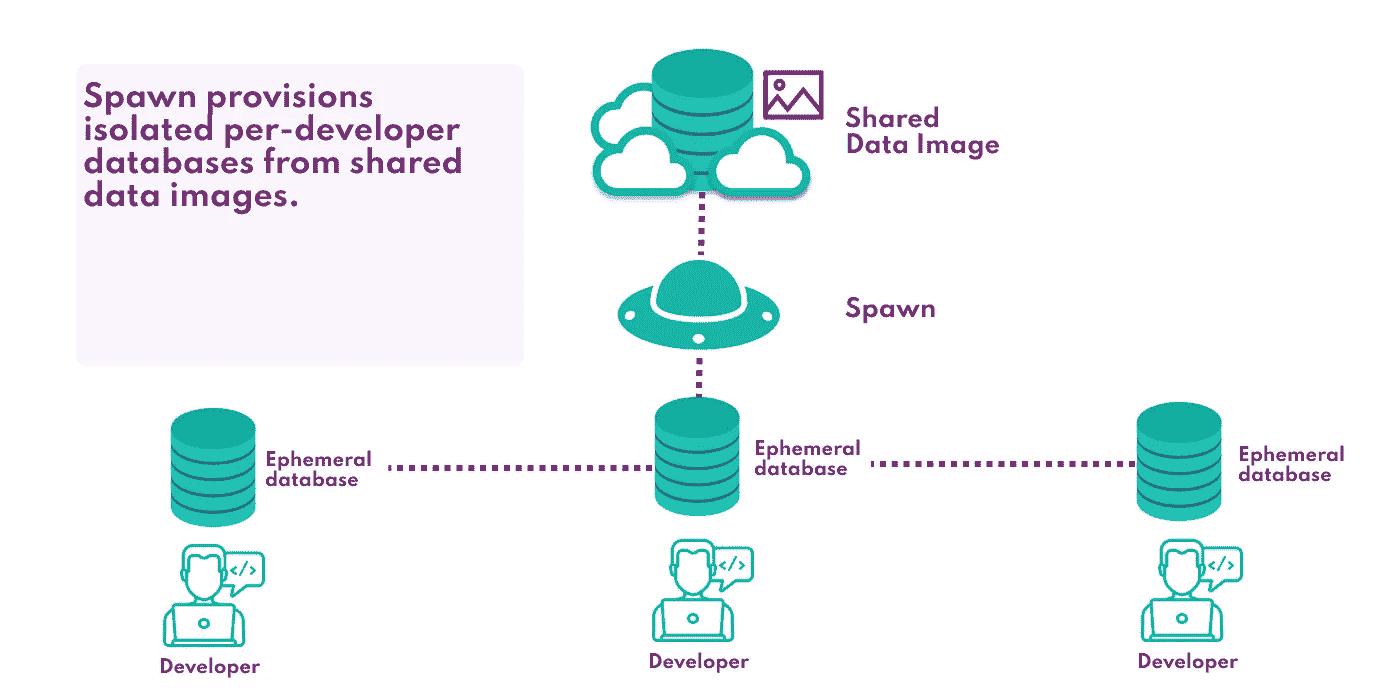 Spawn provisions
isolated per-developer
databases from shared
data images.
Shared
Data Image
Spawn
Ephemeral
database
Ephemeral
database
Ephemeral
database
</>
</>
</>
Developer
Developer
Developer